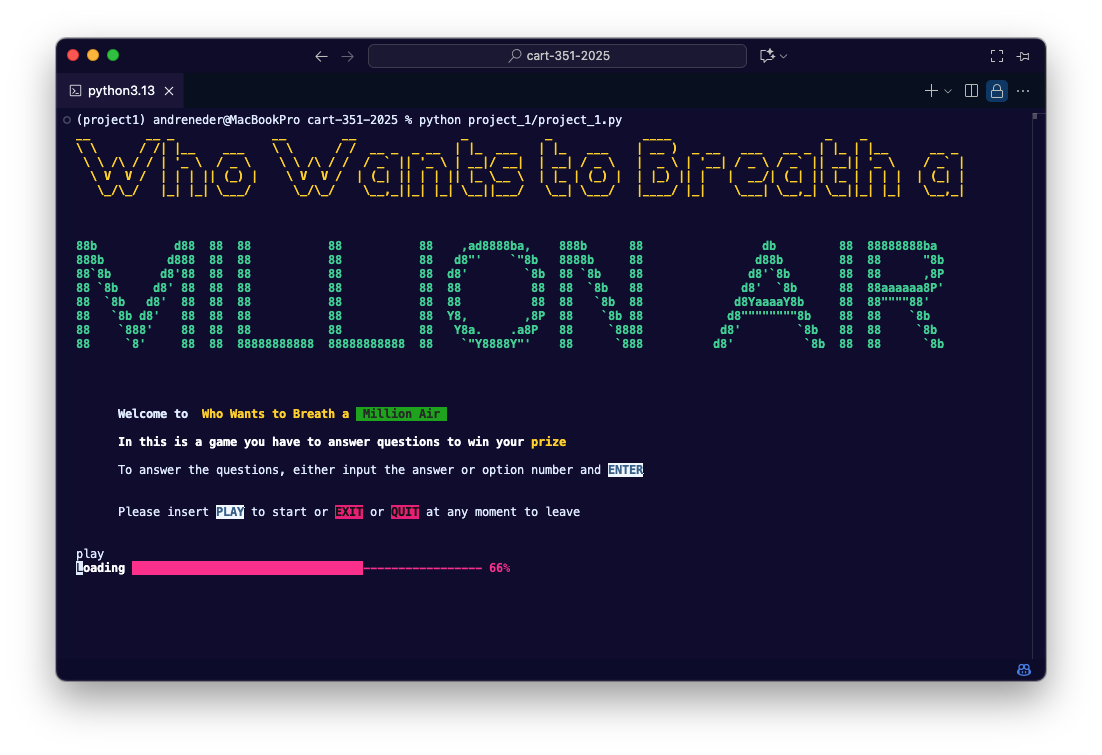 cart-351-2025
python3.13
(project1) andreneder@MacBookPro cart-351-2025 % python project_1/project_1.py
Who Wants to Breath a
MILLION AIR
Welcome to Who Wants to Breath a Million Air
In this is a game you have to answer questions to win your prize
To answer the questions, either input the answer or option number and ENTER
Please insert PLAY to start or EXIT or QUIT at any moment to leave
play
Loading 66%